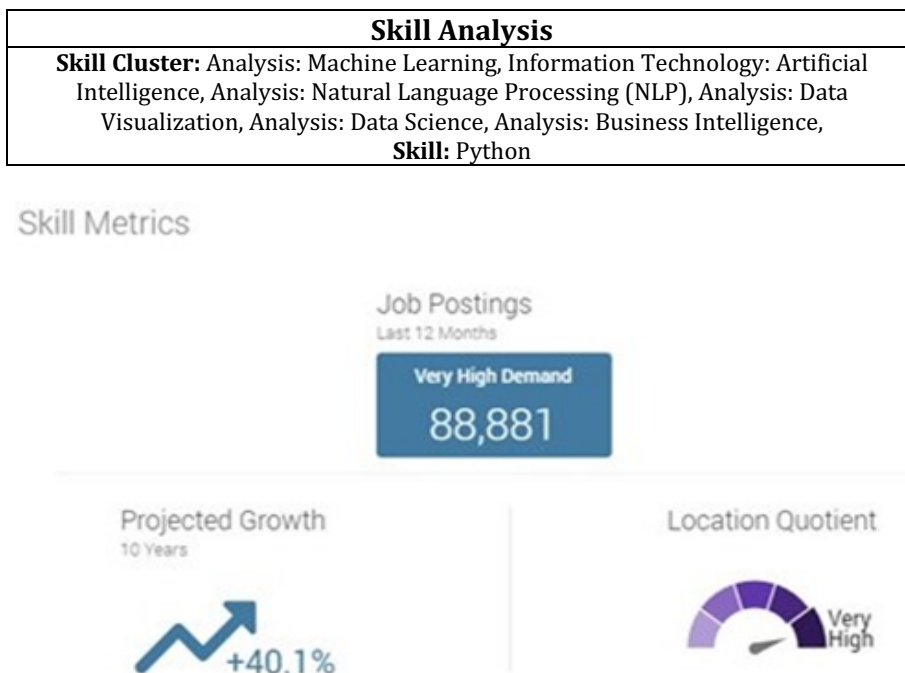 Skill Analysis
Skill Cluster: Analysis: Machine Learning, Information Technology: Artificial
Intelligence, Analysis: Natural Language Processing (NLP), Analysis: Data
Visualization, Analysis: Data Science, Analysis: Business Intelligence,
Skill: Python
Skill Metrics
Job Postings
Last 12 Months
Very High Demand
88,881
Projected Growth
10 Years
+40.1%
Location Quotient
Very
High